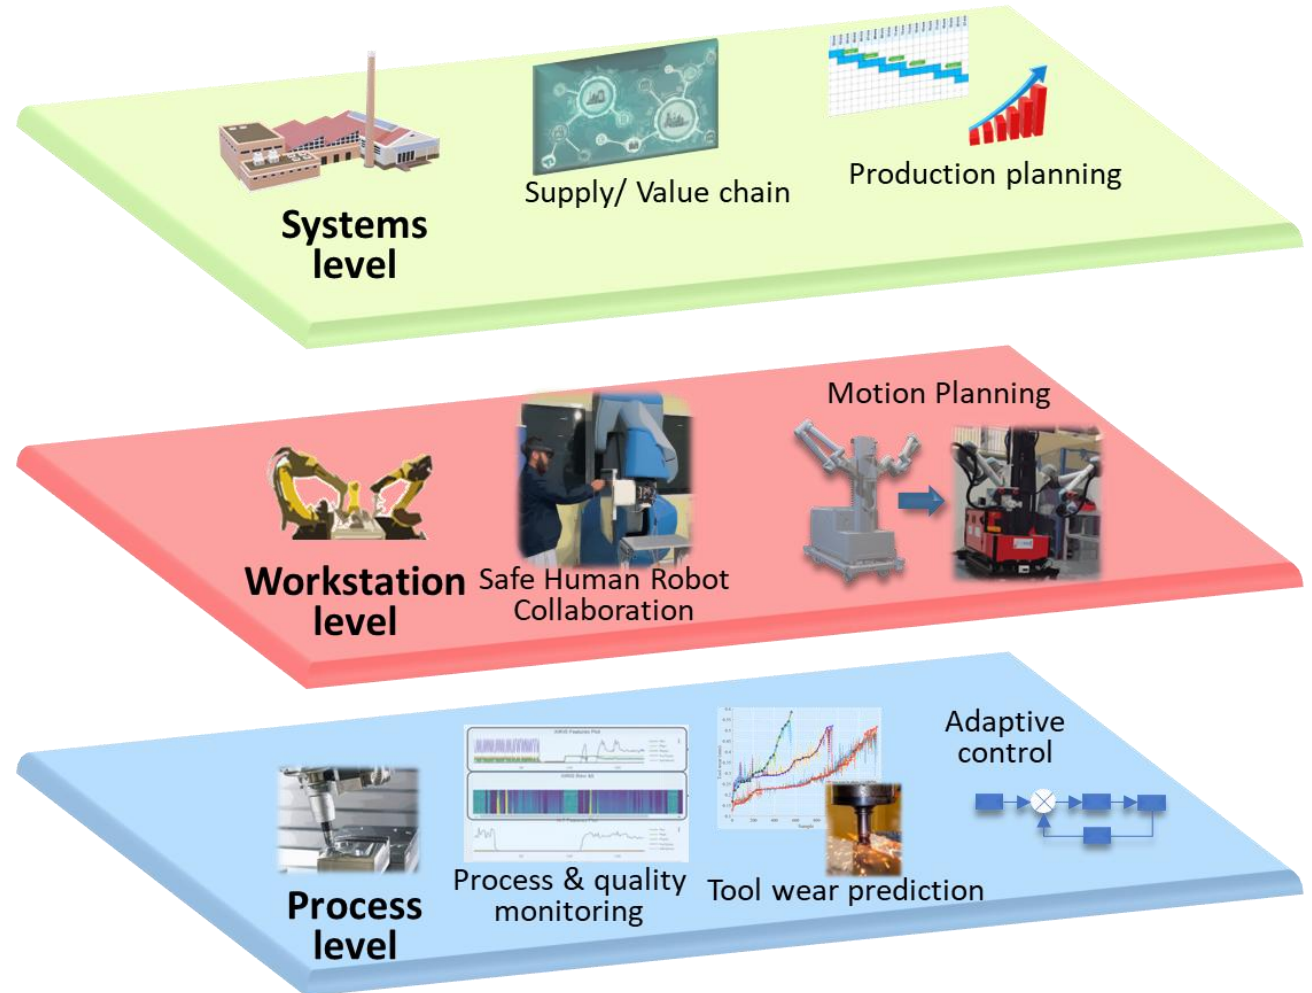 Supply/ Value chain
Production planning
Systems
level
Motion Planning
Safe Human Robot
Collaboration
Workstation
level
Adaptive
control
Process & quality
monitoring
Tool wear prediction
Process
level